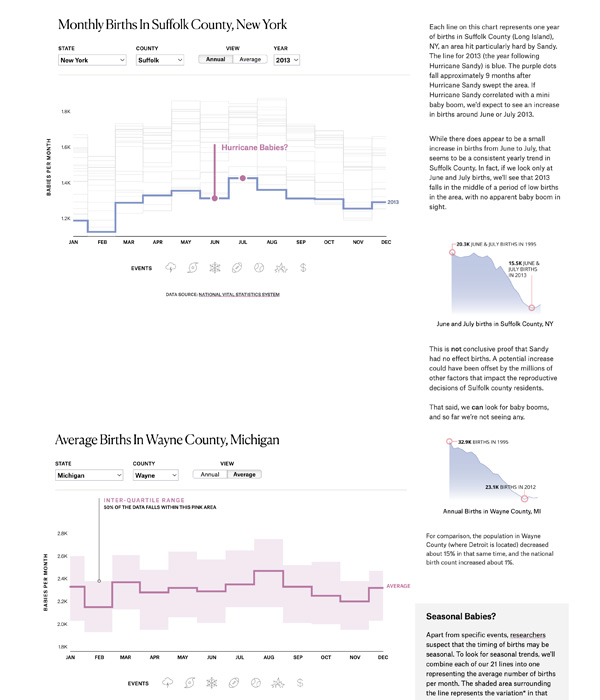 Monthly Births In Suffolk County, New York
STATE
COUNTY
VIEW
YEAR
New York
Suffolk
Annual
Average
2013
Each line on this chart represents one year
of births in Suffolk County (Long Island),
NY, an area hit particularly hard by Sandy.
The line for 2013 (the year following
Hurricane Sandy) is blue. The purple dots
fall approximately 9 months after
Hurricane Sandy swept the area. If
Hurricane Sandy correlated with a mini
baby boom, we'd expect to see an increase
in births around June or July 2013.
While there does appear to be a small
increase in births from June to July, that
seems to be a consistent yearly trend in
Suffolk County. In fact, if we look only at
June and July births, we'll see that 2013
falls in the middle of a period of low births
in the area, with no apparent baby boom in
sight.
BABIES PER MONTH
1.8K
1.6K
1.4K
1.2K
Hurricane Babies?
2013
JAN
FEB
MAR
APR
MAY
JUN
JUL
AUG
SEP
OCT
NOV
DEC
EVENTS
DATA SOURCE: NATIONAL VITAL STATISTICS SYSTEM
20.3K JUNE & JULY BIRTHS IN 1995
15.5K JUNE &
JULY BIRTHS
IN 2013
June and July births in Suffolk County, NY
This is not conclusive proof that Sandy
had no effect births. A potential increase
could have been offset by the millions of
other factors that impact the reproductive
decisions of Suffolk county residents.
That said, we can look for baby booms,
and so far we're not seeing any.
32.9K BIRTHS IN 1995
23.1K BIRTHS IN 2012
Annual Births in Wayne County, MI
For comparison, the population in Wayne
County (where Detroit is located) decreased
about 15% in that same time, and the national
birth count increased about 1%.
Average Births In Wayne County, Michigan
STATE
COUNTY
VIEW
Michigan
Wayne
Annual
Average
INTER-QUARTILE RANGE
50% OF THE DATA FALLS WITHIN THIS PINK AREA
BABIES PER MONTH
2.8K
2.6K
2.4K
2.2K
2.0K
1.8K
AVERAGE
JAN
FEB
MAR
APR
MAY
JUN
JUL
AUG
SEP
OCT
NOV
DEC
EVENTS
Seasonal Babies?
Apart from specific events, researchers
suspect that the timing of births may be
seasonal. To look for seasonal trends, we'll
combine each of our 21 lines into one
representing the average number of births
per month. The shaded area surrounding
the line represents the variation* in that